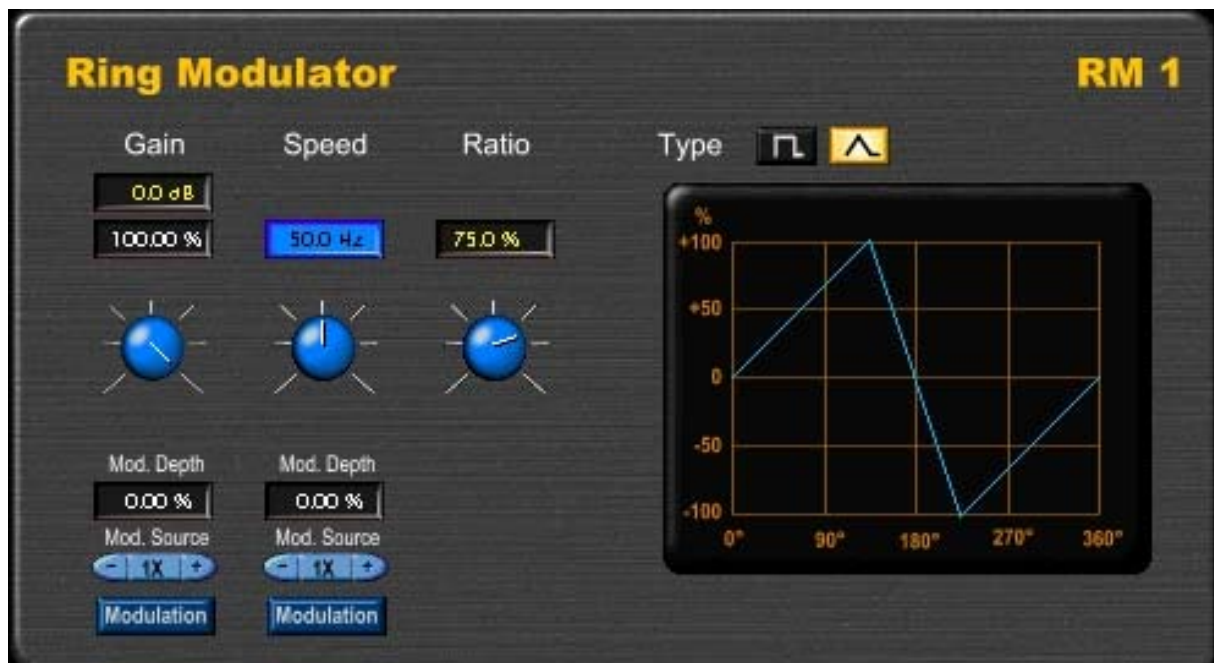 Ring Modulator RM 1
Gain Speed Ratio Type
0.0 dB
100.00 % 50.0 Hz 75.0 %
%
+100
+50
0
-50
-100
0° 90° 180° 270° 360°
Mod. Depth Mod. Depth
0.00 % 0.00 %
Mod. Source Mod. Source
- 1X + - 1X +
Modulation Modulation